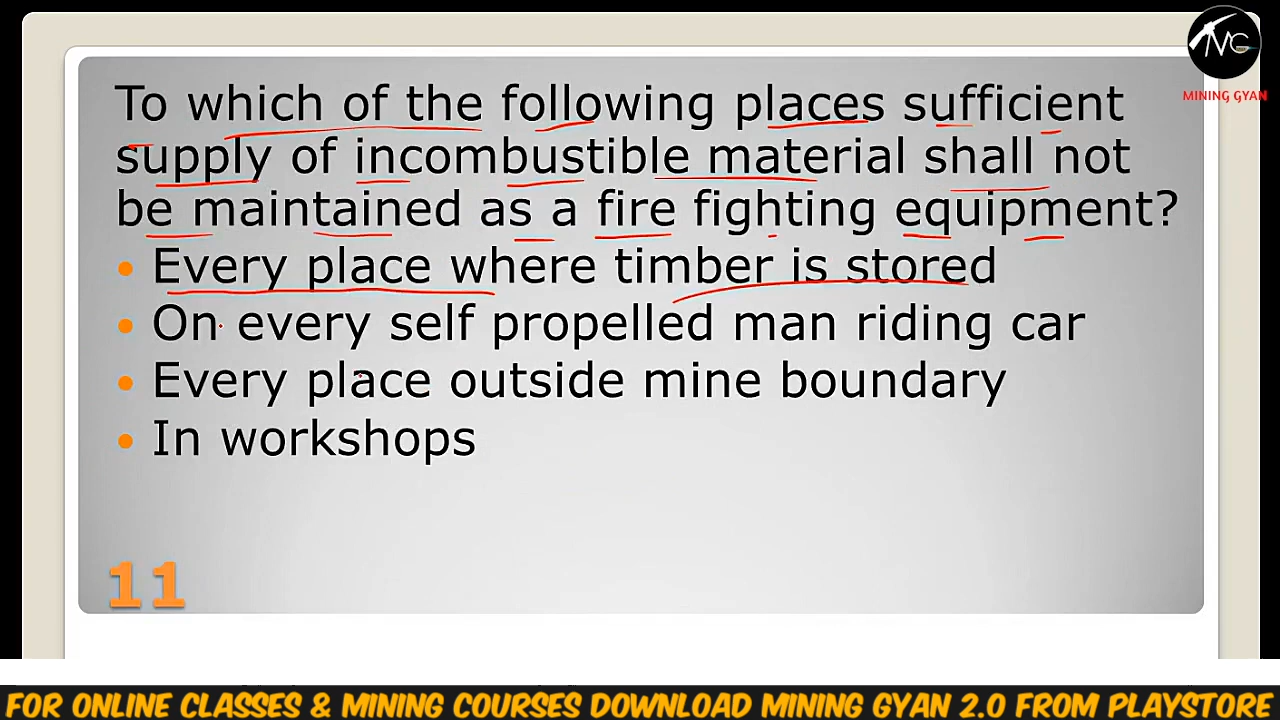 MINING GYAN
To which of the following places sufficient
supply of incombustible material shall not
be maintained as a fire fighting equipment?
• Every place where timber is stored
• On every self propelled man riding car
• Every place outside mine boundary
• In workshops
11
FOR ONLINE CLASSES & MINING COURSES DOWNLOAD MINING GYAN 2.0 FROM PLAYSTORE